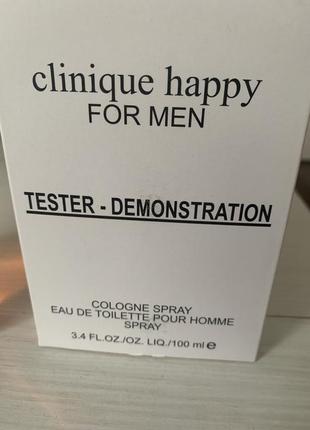 clinique happy
FOR MEN
TESTER - DEMONSTRATION
COLOGNE SPRAY
EAU DE TOILETTE POUR HOMME
SPRAY
3.4 FL.OZ./OZ. LIQ./100 ml e